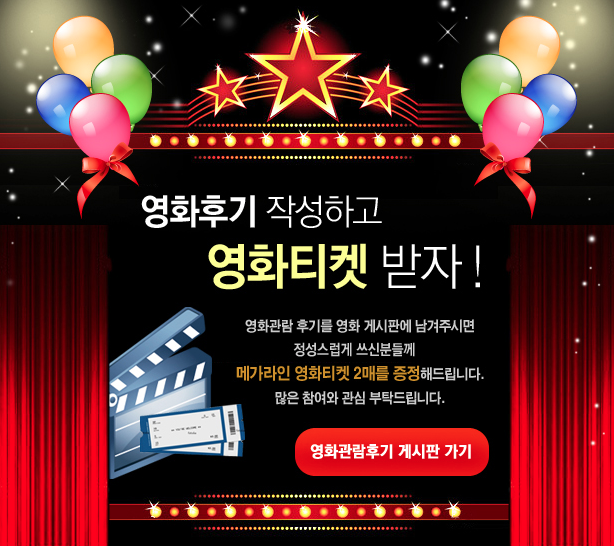 영화후기 작성하고
영화티켓 받자 !
영화관람 후기를 영화 게시판에 남겨주시면
정성스럽게 쓰신분들께
메가라인 영화티켓 2매를 증정해드립니다.
많은 참여와 관심 부탁드립니다.
영화관람후기 게시판 가기